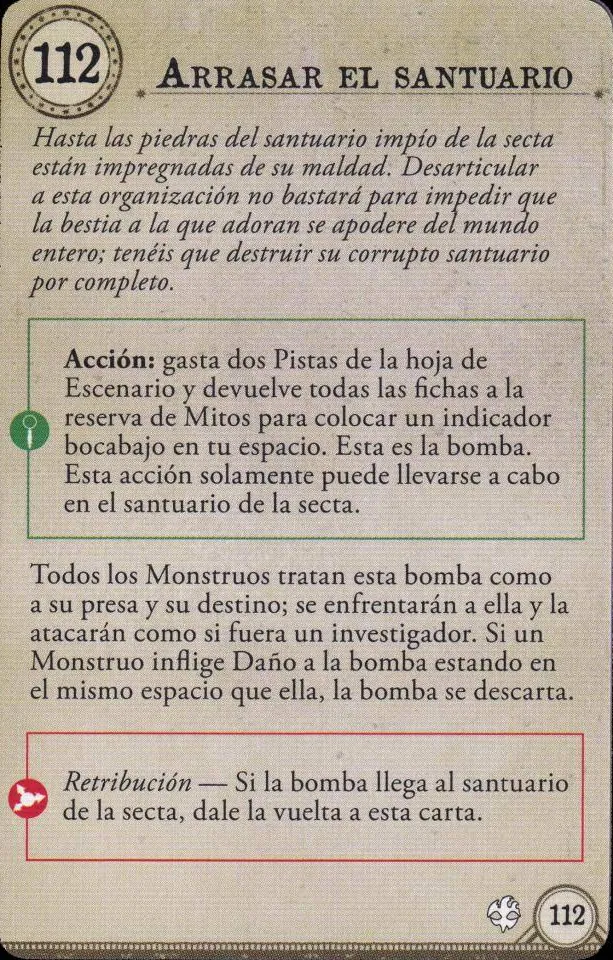 112
Arrasar el santuario
Hasta las piedras del santuario impío de la secta
están impregnadas de su maldad. Desarticular
a esta organización no bastará para impedir que
la bestia a la que adoran se apodere del mundo
entero; tenéis que destruir su corrupto santuario
por completo.
Acción: gasta dos Pistas de la hoja de
Escenario y devuelve todas las fichas a la
reserva de Mitos para colocar un indicador
bocabajo en tu espacio. Esta es la bomba.
Esta acción solamente puede llevarse a cabo
en el santuario de la secta.
Todos los Monstruos tratan esta bomba como
a su presa y su destino; se enfrentarán a ella y la
atacarán como si fuera un investigador. Si un
Monstruo inflige Daño a la bomba estando en
el mismo espacio que ella, la bomba se descarta.
Retribución — Si la bomba llega al santuario
de la secta, dale la vuelta a esta carta.
112